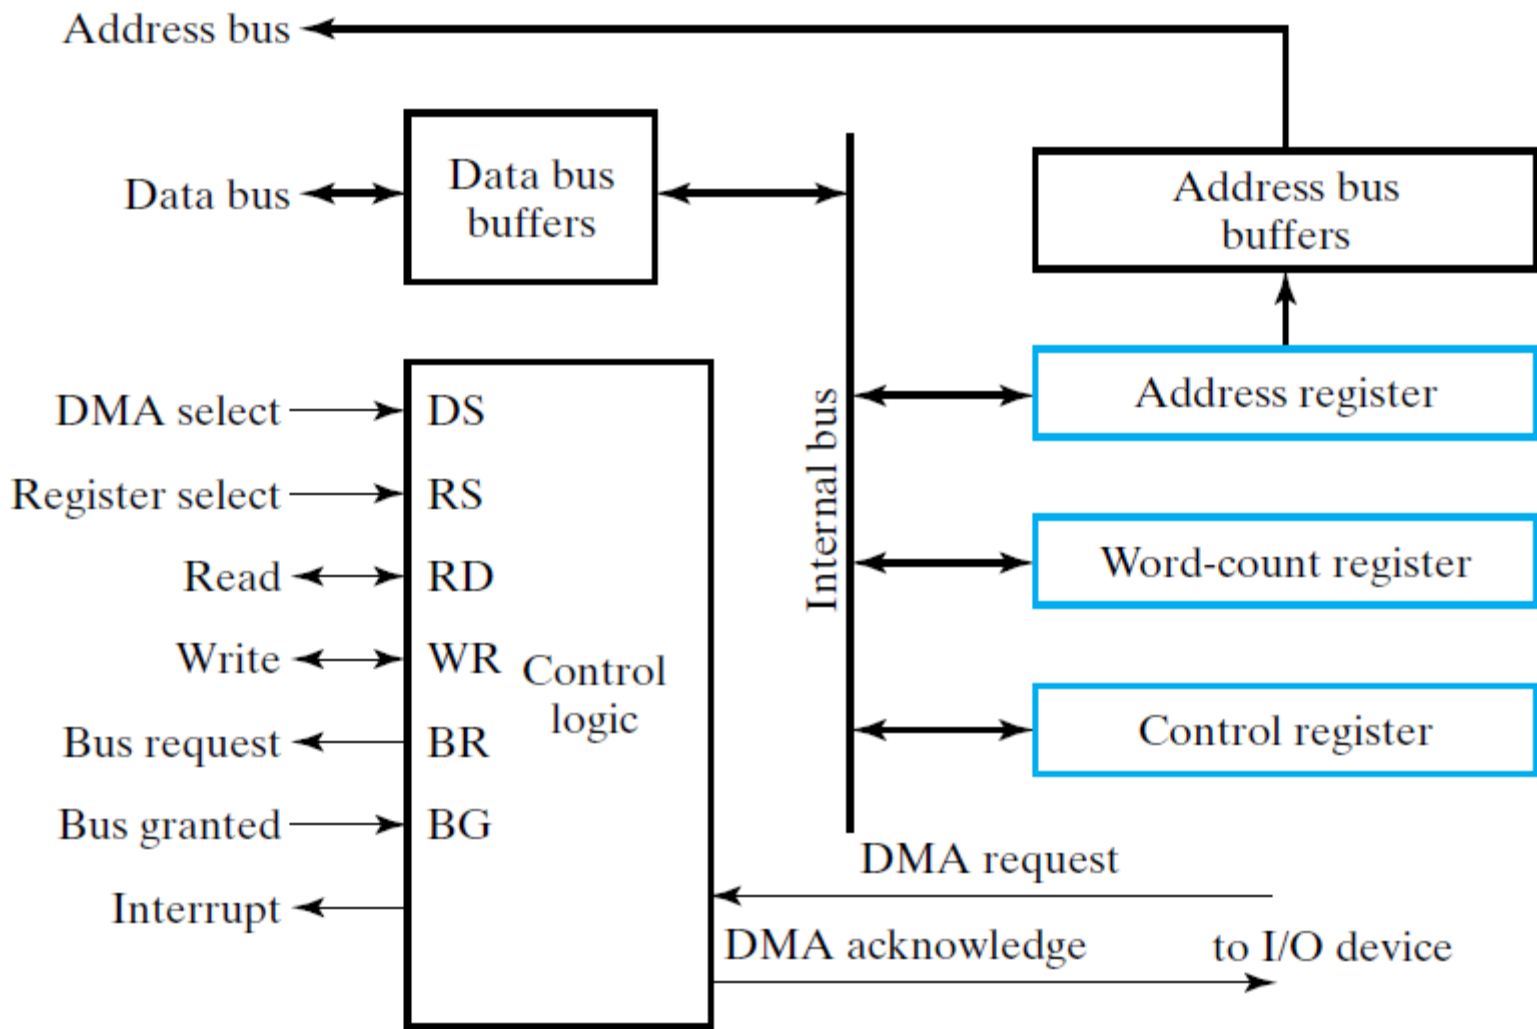 Address bus
Data bus
Data bus
buffers
Address bus
buffers
DMA select
DS
Register select
RS
Read
RD
Write
WR
Bus request
BR
Bus granted
BG
Interrupt
Control
logic
Internal bus
Address register
Word-count register
Control register
DMA request
DMA acknowledge
to I/O device